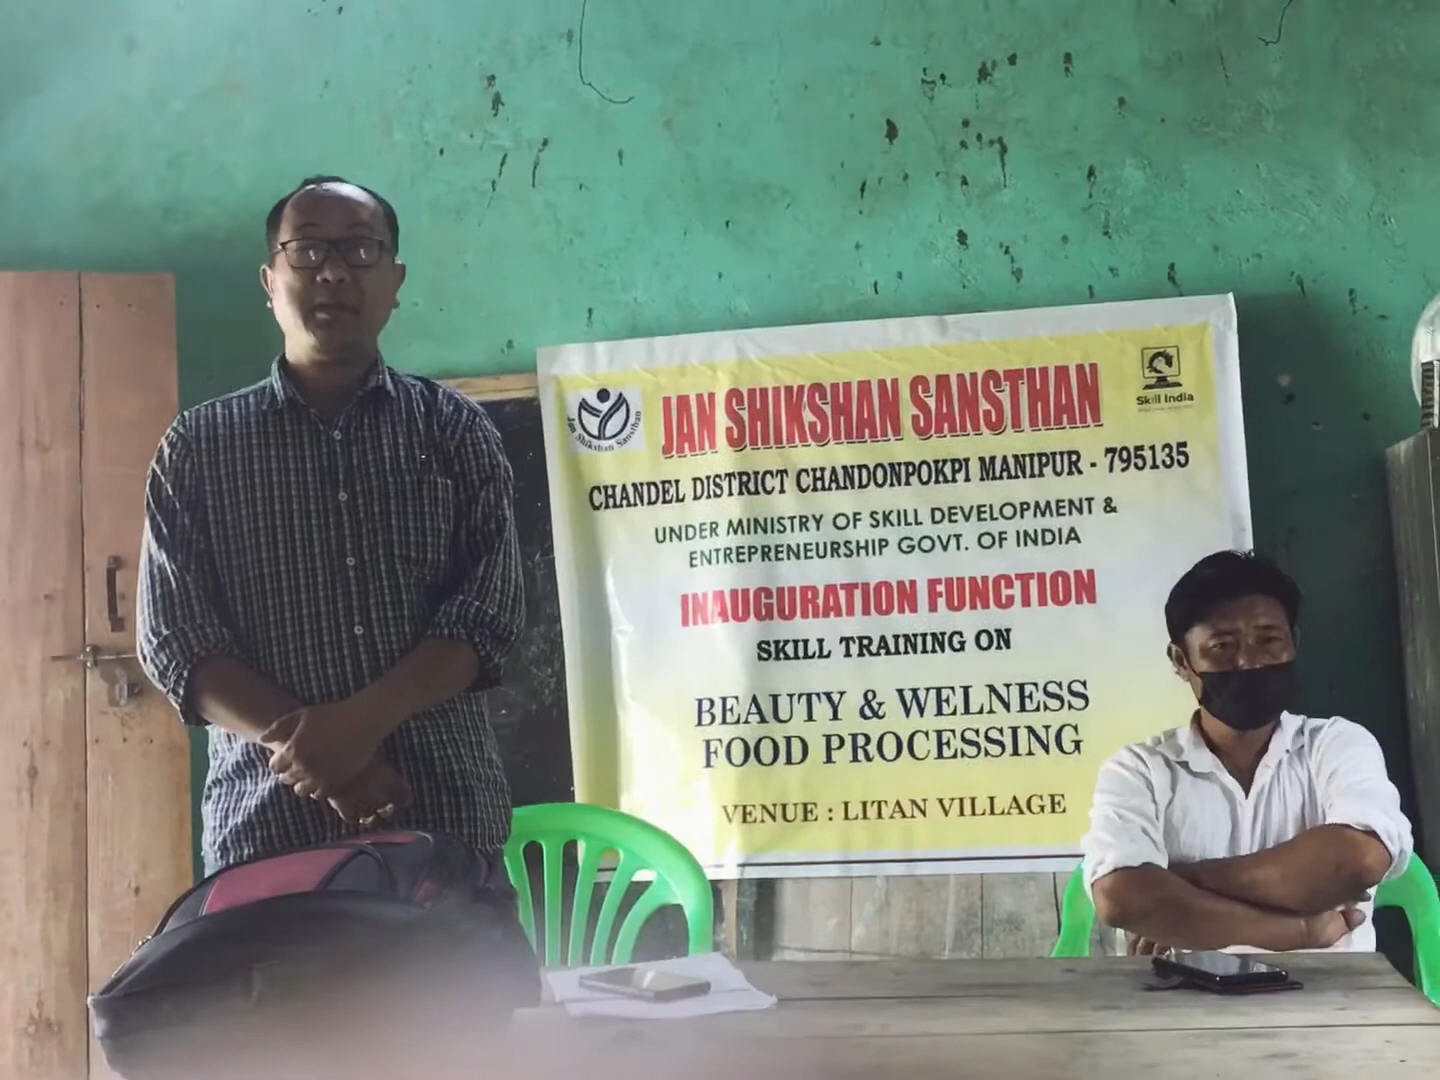 JAN SHIKSHAN SANSTHAN
Jan Shikshan Sansthan
Skill India
CHANDEL DISTRICT CHANDONPOKPI MANIPUR - 795135
UNDER MINISTRY OF SKILL DEVELOPMENT &
ENTREPRENEURSHIP GOVT. OF INDIA
INAUGURATION FUNCTION
SKILL TRAINING ON
BEAUTY & WELNESS
FOOD PROCESSING
VENUE : LITAN VILLAGE